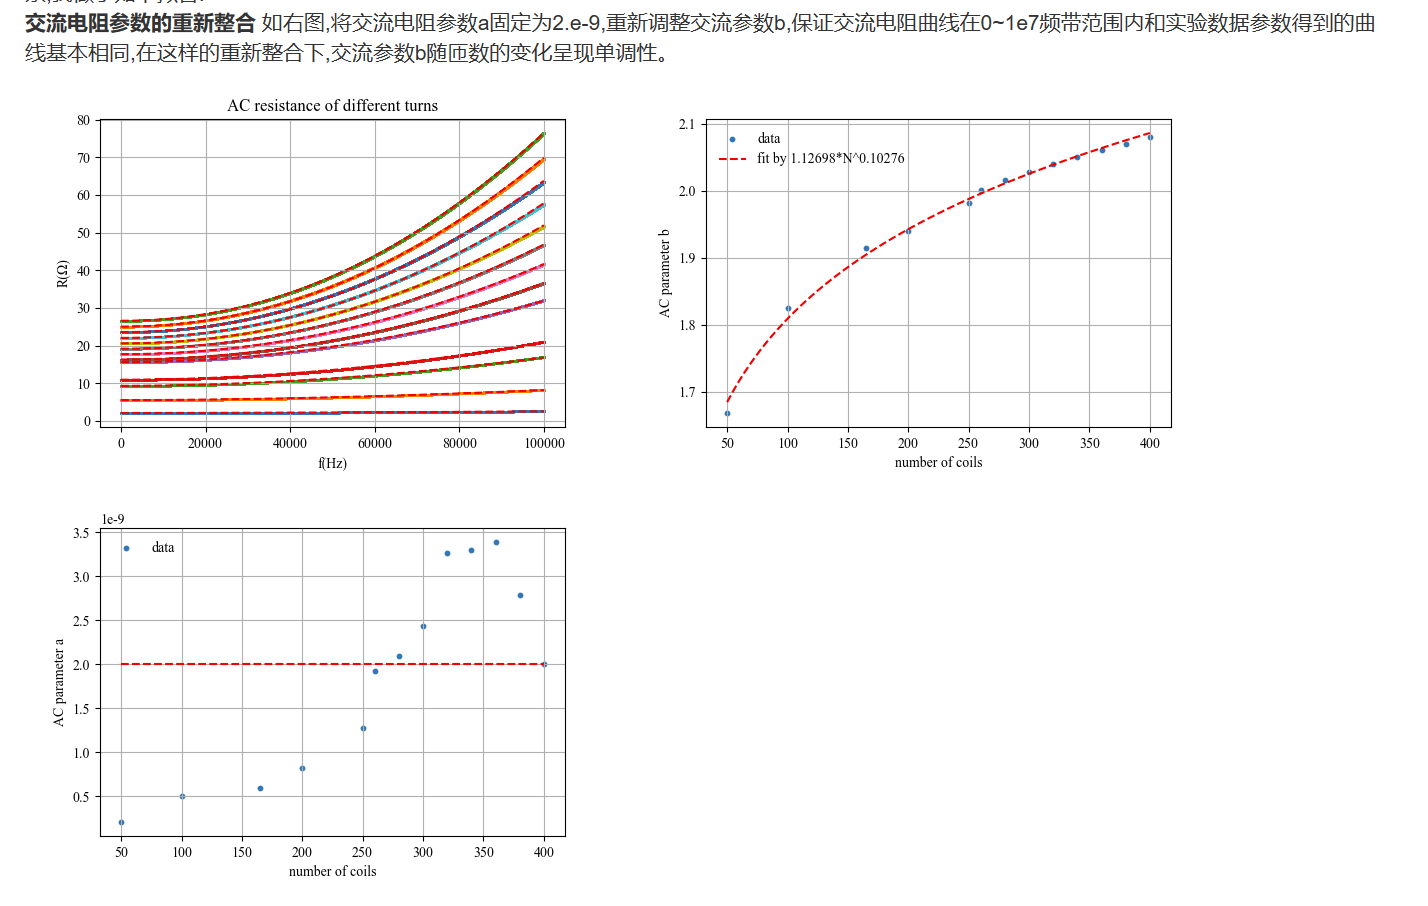 交流电阻参数的重新整合 如右图,将交流电阻参数a固定为2.e-9,重新调整交流参数b,保证交流电阻曲线在0~1e7频带范围内和实验数据参数得到的曲
线基本相同,在这样的重新整合下,交流参数b随匝数的变化呈现单调性。
AC resistance of different turns
80
70
60
50
40
30
20
10
0
R(Ω)
0 20000 40000 60000 80000 100000
f(Hz)
2.1
2.0
1.9
1.8
1.7
AC parameter b
data
fit by 1.12698*N^0.10276
50 100 150 200 250 300 350 400
number of coils
1e-9
3.5
3.0
2.5
2.0
1.5
1.0
0.5
AC parameter a
data
50 100 150 200 250 300 350 400
number of coils